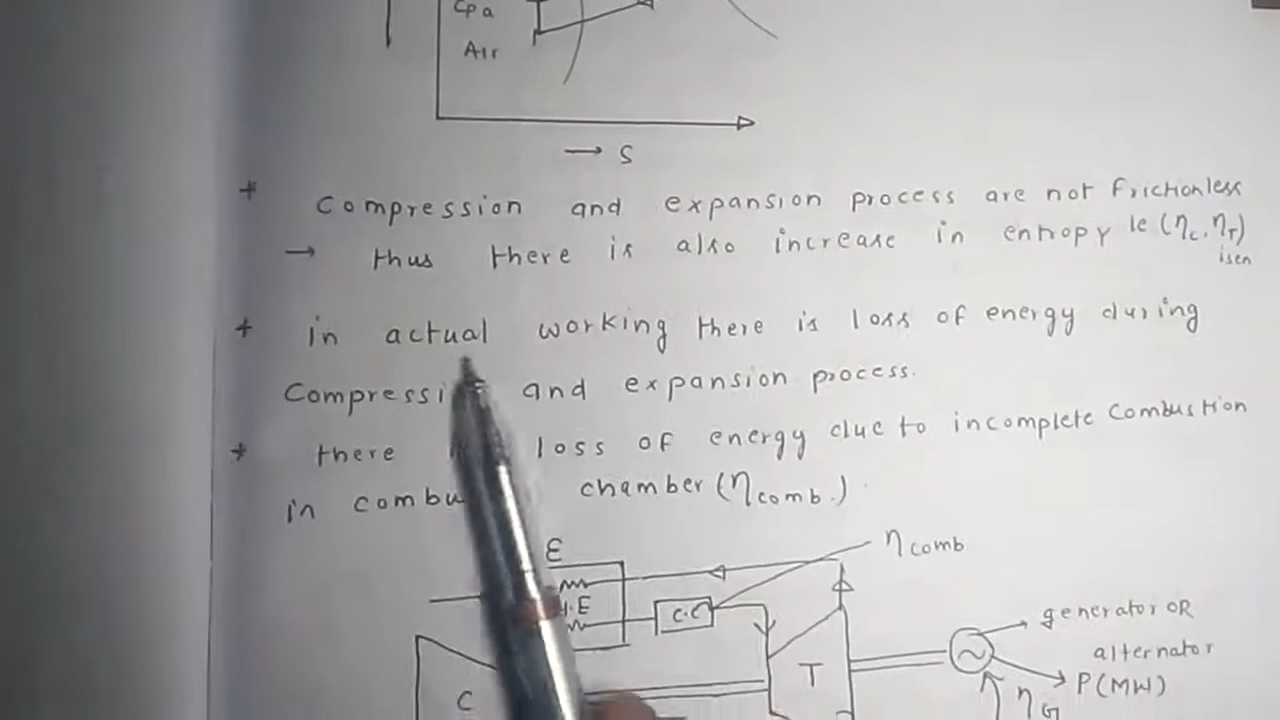 Cpa
Air
→ S
* Compression and expansion process are not frictionless
→ thus there is also increase in entropy ie (ηc, ηT)
isen
+ in actual working there is loss of energy during
Compressi and expansion process.
* there loss of energy due to incomplete Combustion
in combu chamber (ηcomb.)
ε
ηcomb
H.E
C.C
generator OR
alternator
T
P(MW)
C
ηG